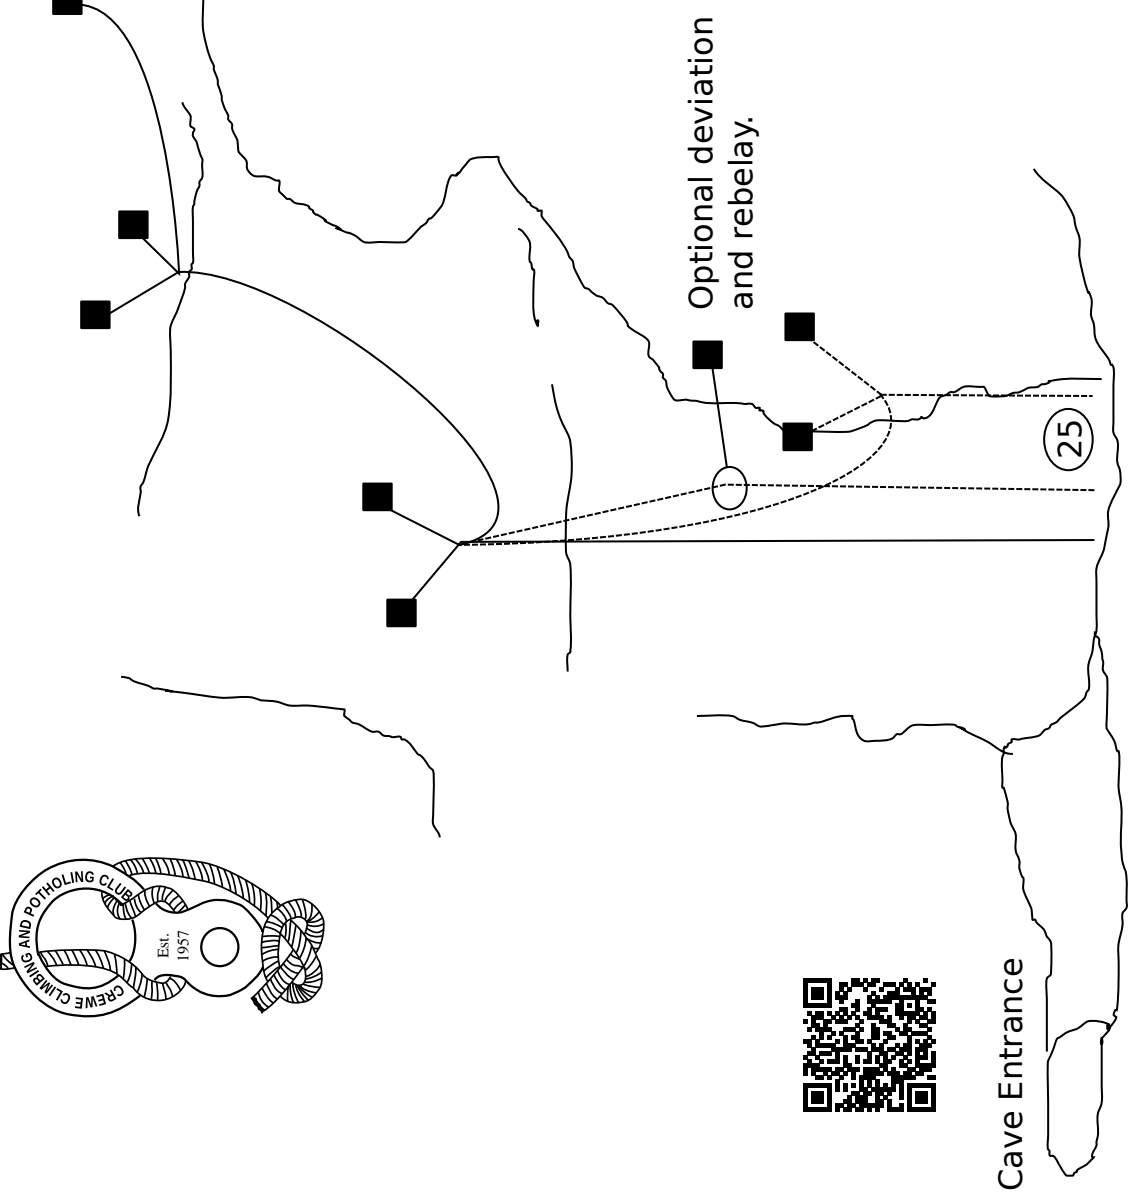 Optional deviation
and rebelay.
25
Cave Entrance
CREWE CLIMBING AND POTHOLING CLUB
Est.
1957